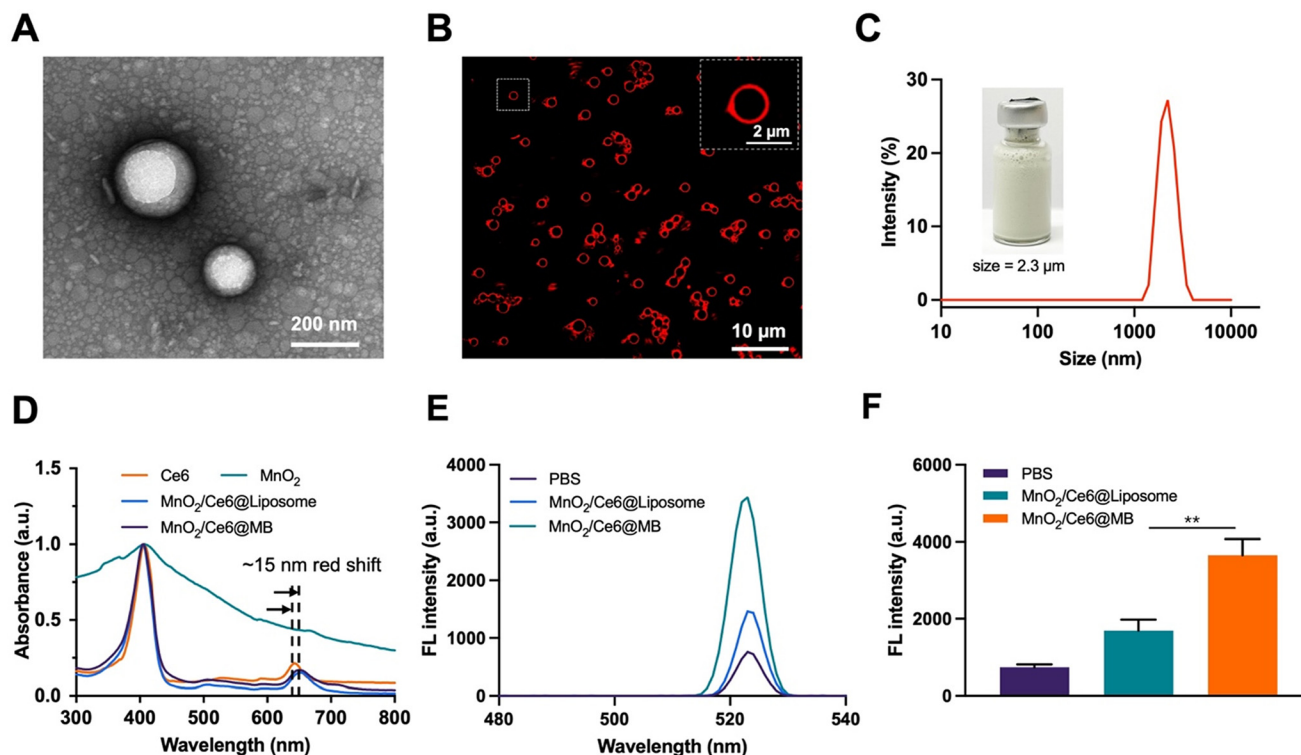 A
200 nm
B
2 µm
10 µm
C
Intensity (%)
30
20
10
0
size = 2.3 µm
10
100
1000
10000
Size (nm)
D
Absorbance (a.u.)
1.5
1.0
0.5
0.0
Ce6
MnO₂
MnO₂/Ce6@Liposome
MnO₂/Ce6@MB
~15 nm red shift
300
400
500
600
700
800
Wavelength (nm)
E
FL intensity (a.u.)
4000
3000
2000
1000
0
PBS
MnO₂/Ce6@Liposome
MnO₂/Ce6@MB
480
500
520
540
Wavelength (nm)
F
FL intensity (a.u.)
6000
4000
2000
0
PBS
MnO₂/Ce6@Liposome
MnO₂/Ce6@MB
**